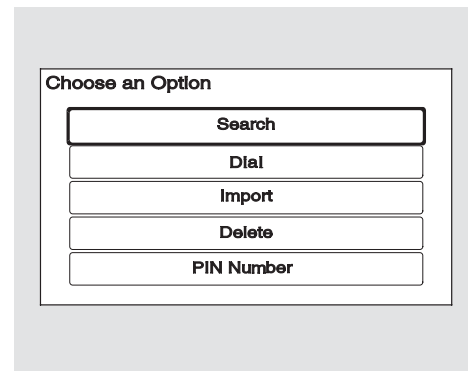 Choose an Option
Search
Dial
Import
Delete
PIN Number